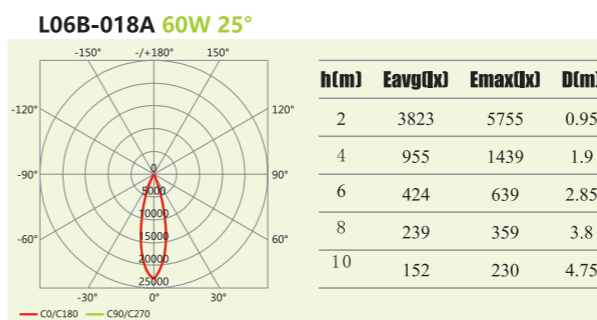 L06B-018A 60W 25°
-150° -/+180° 150°
-120° 120°
-90° 90°
-60° 60°
-30° 0° 30°
0
5000
10000
15000
20000
25000
C0/C180 C90/C270
h(m) Eavg(lx) Emax(lx) D(m)
2 3823 5755 0.95
4 955 1439 1.9
6 424 639 2.85
8 239 359 3.8
10 152 230 4.75